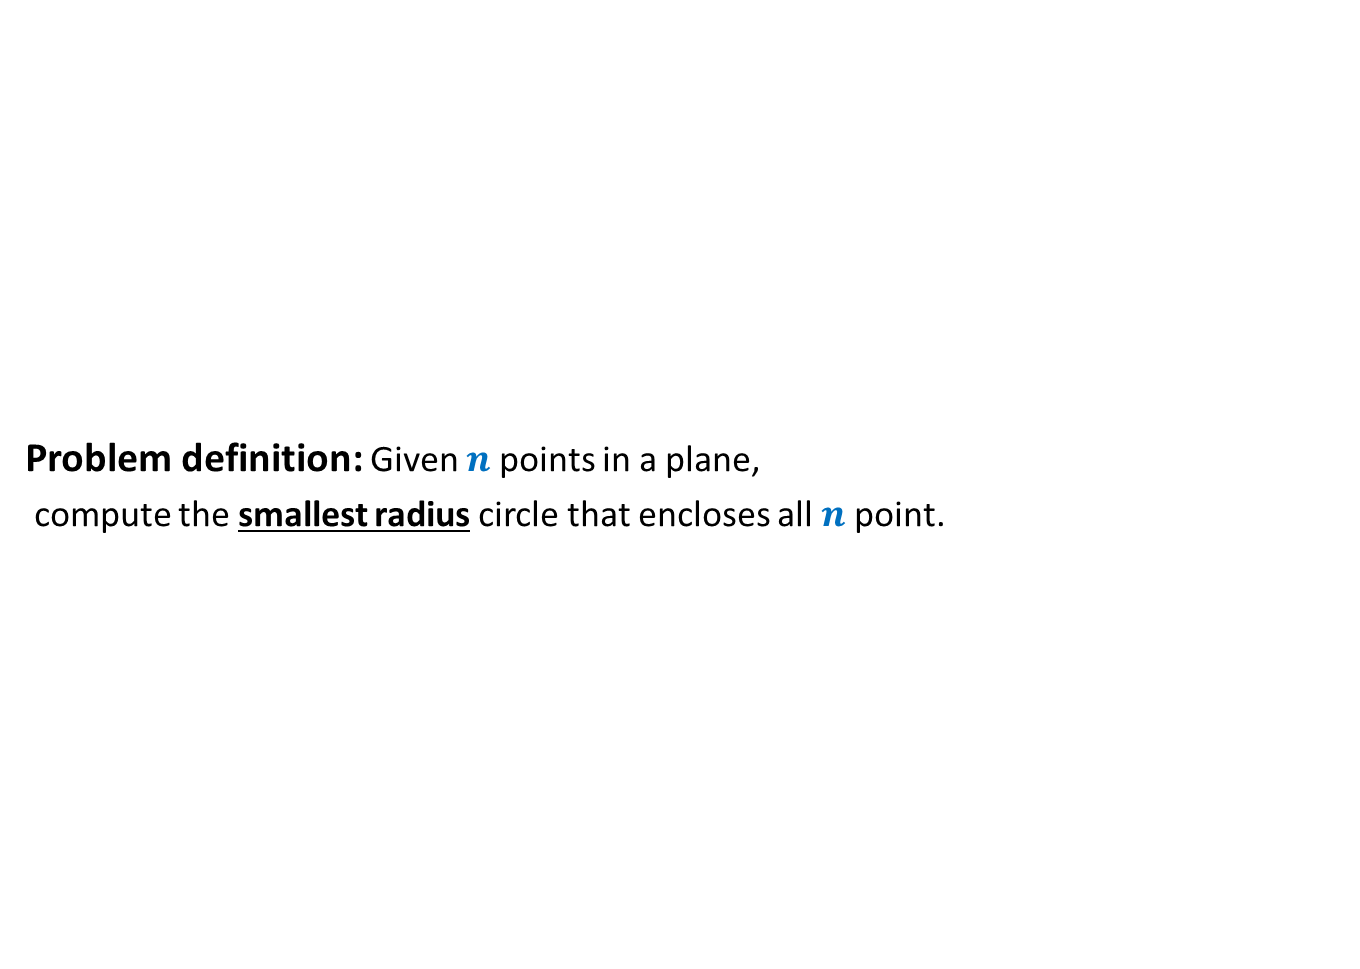 Problem definition: Given n points in a plane,
compute the smallest radius circle that encloses all n point.